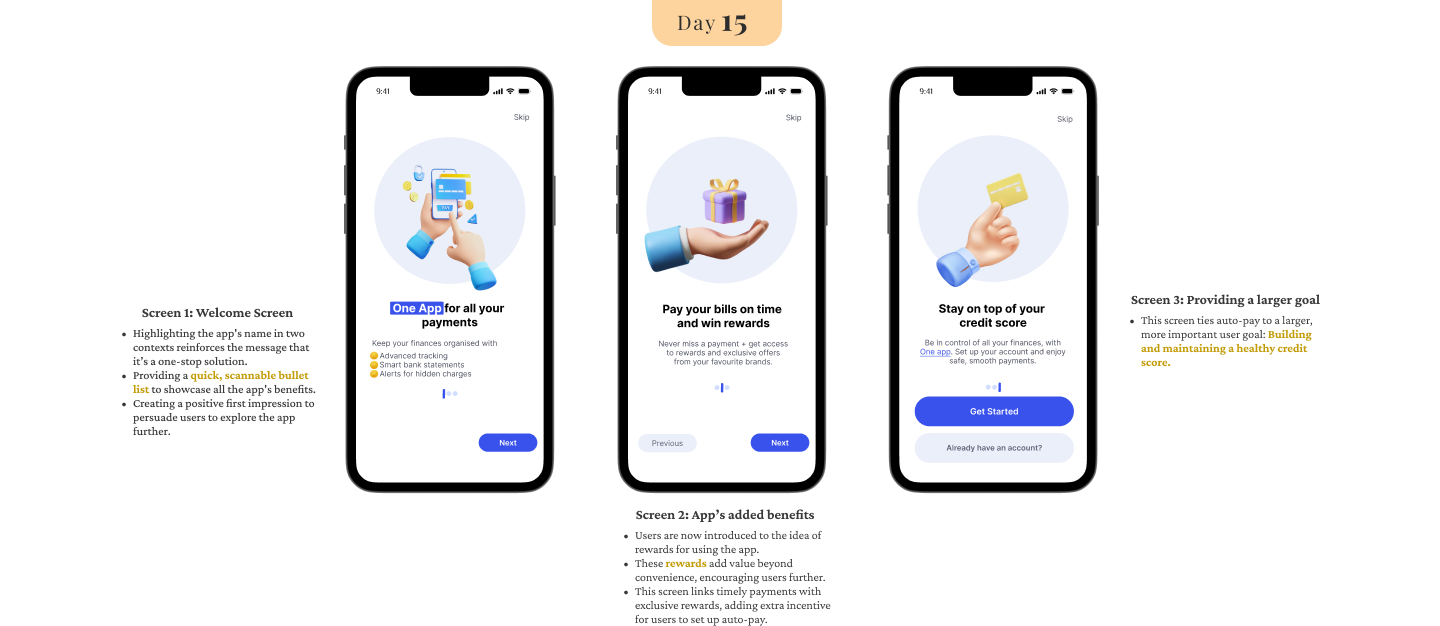 Day 15
Screen 1: Welcome Screen
• Highlighting the app's name in two
contexts reinforces the message that
it's a one-stop solution.
• Providing a quick, scannable bullet
list to showcase all the app's benefits.
• Creating a positive first impression to
persuade users to explore the app
further.
9:41
Skip
One App for all your
payments
Keep your finances organised with
Advanced tracking
Smart bank statements
Alerts for hidden charges
Next
9:41
Skip
Pay your bills on time
and win rewards
Never miss a payment + get access
to rewards and exclusive offers
from your favourite brands.
Previous
Next
Screen 2: App's added benefits
• Users are now introduced to the idea of
rewards for using the app.
• These rewards add value beyond
convenience, encouraging users further.
• This screen links timely payments with
exclusive rewards, adding extra incentive
for users to set up auto-pay.
9:41
Skip
Stay on top of your
credit score
Be in control of all your finances, with
One app. Set up your account and enjoy
safe, smooth payments.
Get Started
Already have an account?
Screen 3: Providing a larger goal
• This screen ties auto-pay to a larger,
more important user goal: Building
and maintaining a healthy credit
score.